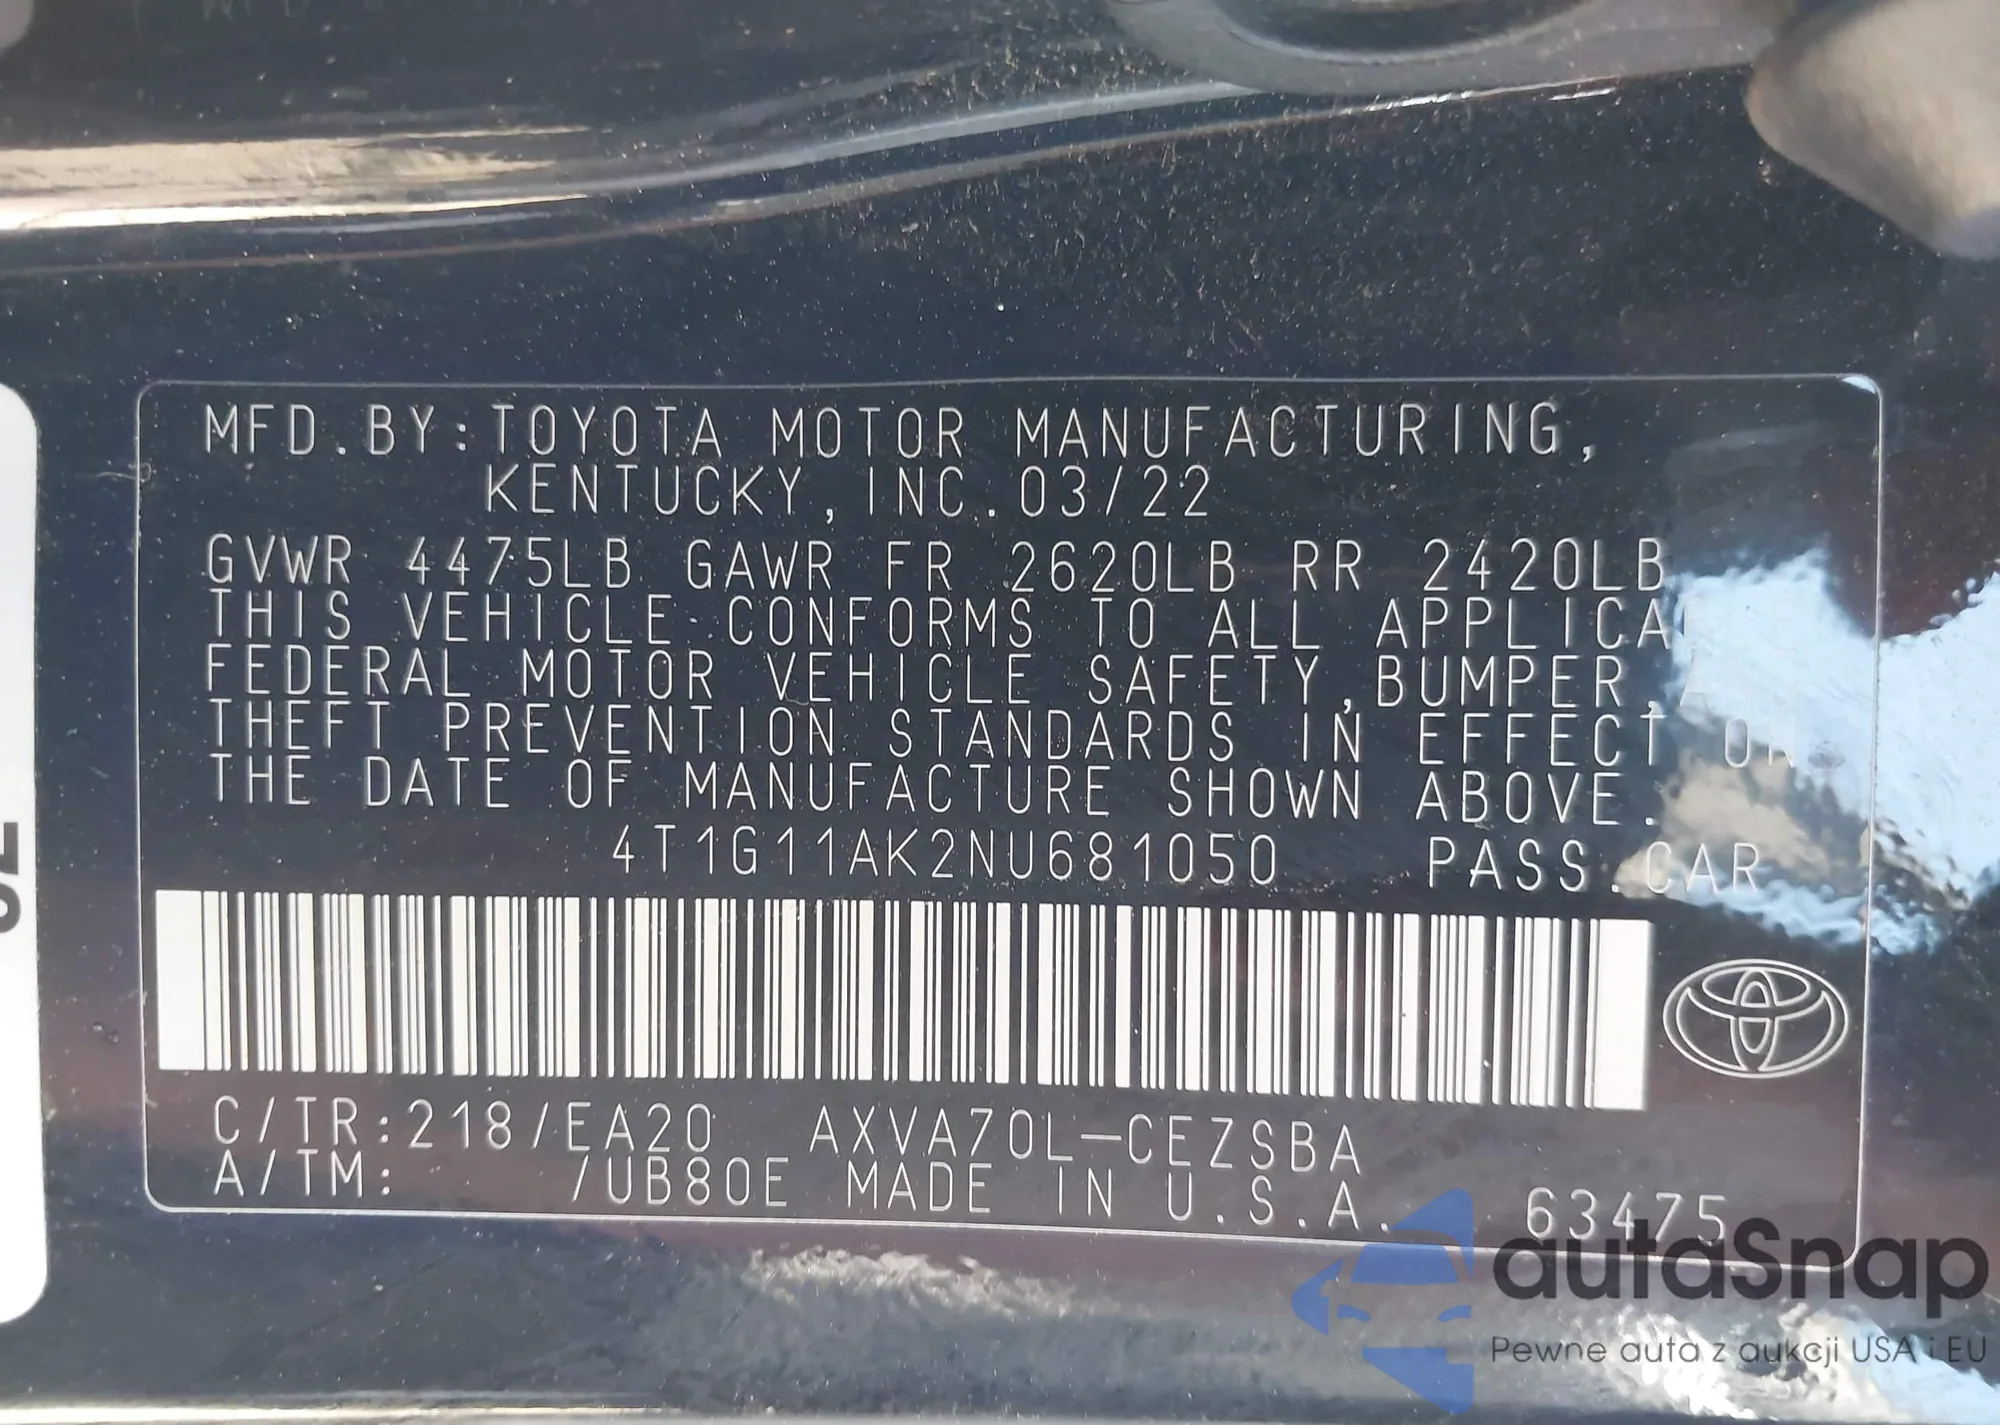 MFD.BY:TOYOTA MOTOR MANUFACTURING,
KENTUCKY, INC. 03/22
GVWR 4475LB GAWR FR 2620LB RR 2420LB
THIS VEHICLE CONFORMS TO ALL
FEDERAL MOTOR VEHICLE SAFETY,BUMPER,
THEFT PREVENTION STANDARDS IN EFFECT ON
THE DATE OF MANUFACTURE SHOWN ABOVE.
4T1G11AK2NU681050 PASS.CAR
C/TR:218/EA20 AXVA70L-CEZSBA
A/TM: /UB80E MADE IN U.S.A. 63475
autaSnap
Pewne auta z aukcji USA i EU